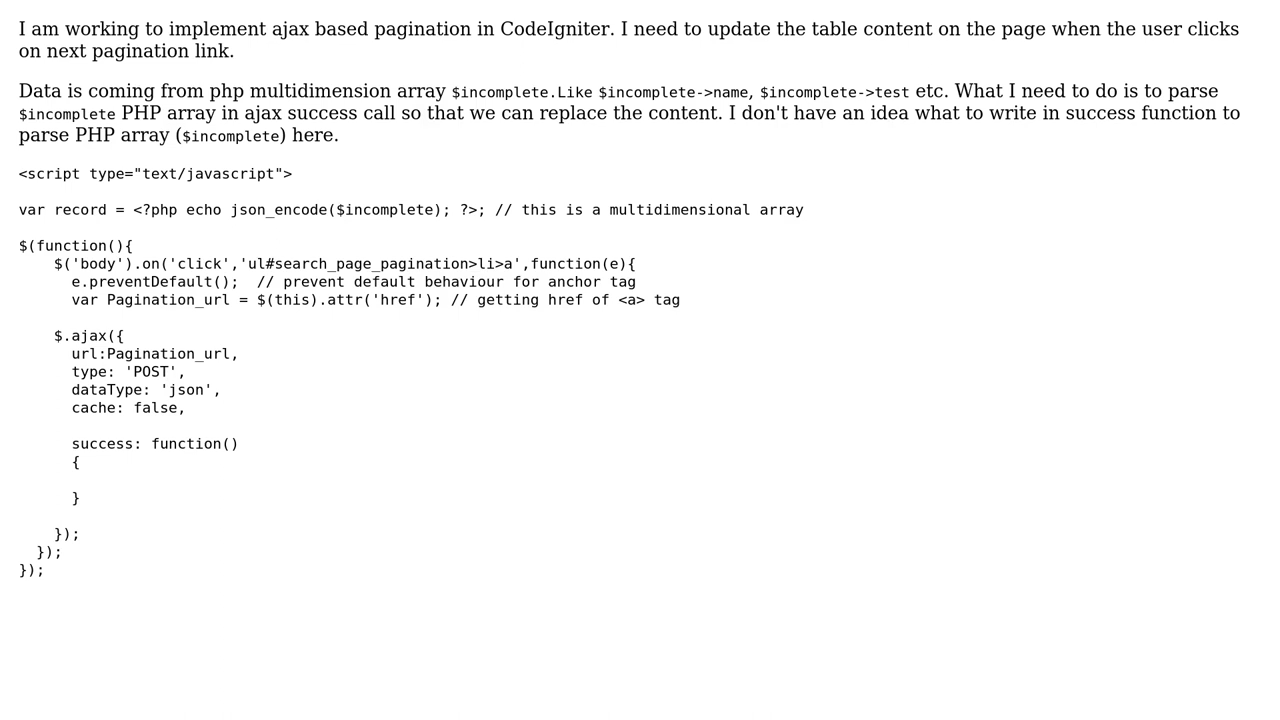 I am working to implement ajax based pagination in CodeIgniter. I need to update the table content on the page when the user clicks
on next pagination link.
Data is coming from php multidimension array $incomplete.Like $incomplete->name, $incomplete->test etc. What I need to do is to parse
$incomplete PHP array in ajax success call so that we can replace the content. I don't have an idea what to write in success function to
parse PHP array ($incomplete) here.
<script type="text/javascript">
var record = <?php echo json_encode($incomplete); ?>; // this is a multidimensional array
$(function(){
    $('body').on('click','ul#search_page_pagination>li>a',function(e){
      e.preventDefault();  // prevent default behaviour for anchor tag
      var Pagination_url = $(this).attr('href'); // getting href of <a> tag
    $.ajax({
      url:Pagination_url,
      type: 'POST',
      dataType: 'json',
      cache: false,
      success: function()
      {
      }
    });
  });
});